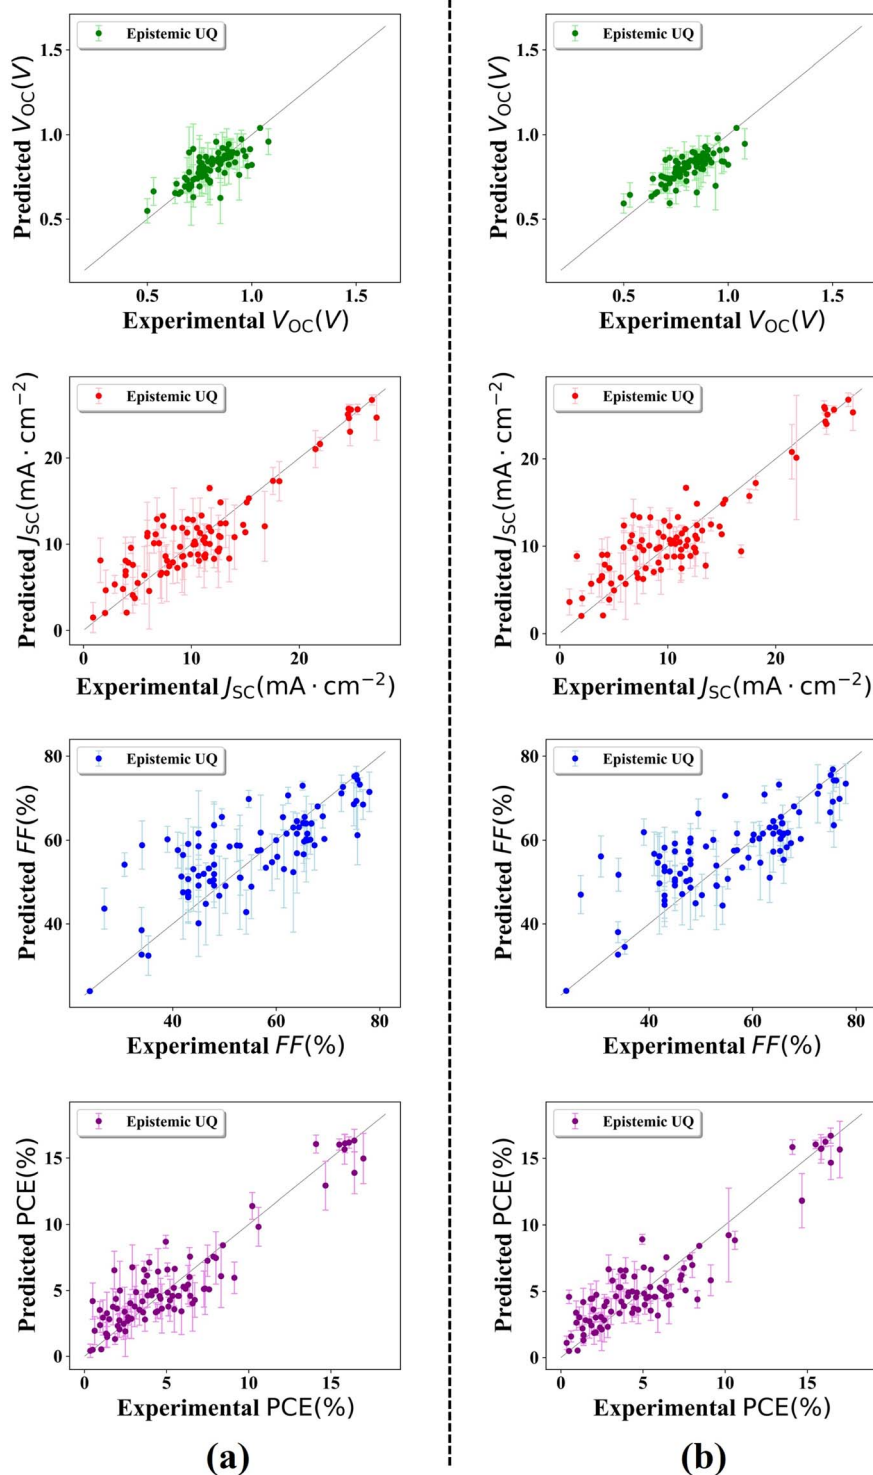 Epistemic UQ
Predicted V_OC(V)
1.5
1.0
0.5
0.5 1.0 1.5
Experimental V_OC(V)
Epistemic UQ
Predicted V_OC(V)
1.5
1.0
0.5
0.5 1.0 1.5
Experimental V_OC(V)
Epistemic UQ
Predicted J_SC(mA · cm⁻²)
20
10
0
0 10 20
Experimental J_SC(mA · cm⁻²)
Epistemic UQ
Predicted J_SC(mA · cm⁻²)
20
10
0
0 10 20
Experimental J_SC(mA · cm⁻²)
Epistemic UQ
Predicted FF(%)
80
60
40
40 60 80
Experimental FF(%)
Epistemic UQ
Predicted FF(%)
80
60
40
40 60 80
Experimental FF(%)
Epistemic UQ
Predicted PCE(%)
15
10
5
0
0 5 10 15
Experimental PCE(%)
Epistemic UQ
Predicted PCE(%)
15
10
5
0
0 5 10 15
Experimental PCE(%)
(a)
(b)